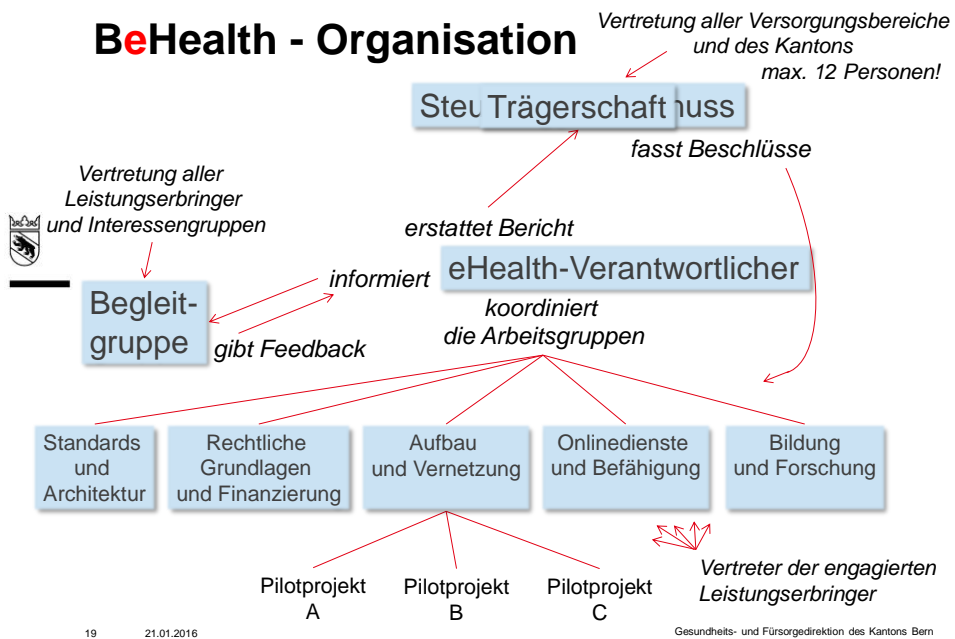 BeHealth - Organisation
Vertretung aller Versorgungsbereiche
und des Kantons
max. 12 Personen!
Trägerschaft
fasst Beschlüsse
Vertretung aller
Leistungserbringer
und Interessengruppen
erstattet Bericht
informiert
eHealth-Verantwortlicher
Begleit-
gruppe
gibt Feedback
koordiniert
die Arbeitsgruppen
Standards
und
Architektur
Rechtliche
Grundlagen
und Finanzierung
Aufbau
und Vernetzung
Onlinedienste
und Befähigung
Bildung
und Forschung
Pilotprojekt
A
Pilotprojekt
B
Pilotprojekt
C
Vertreter der engagierten
Leistungserbringer
19 21.01.2016 Gesundheits- und Fürsorgedirektion des Kantons Bern